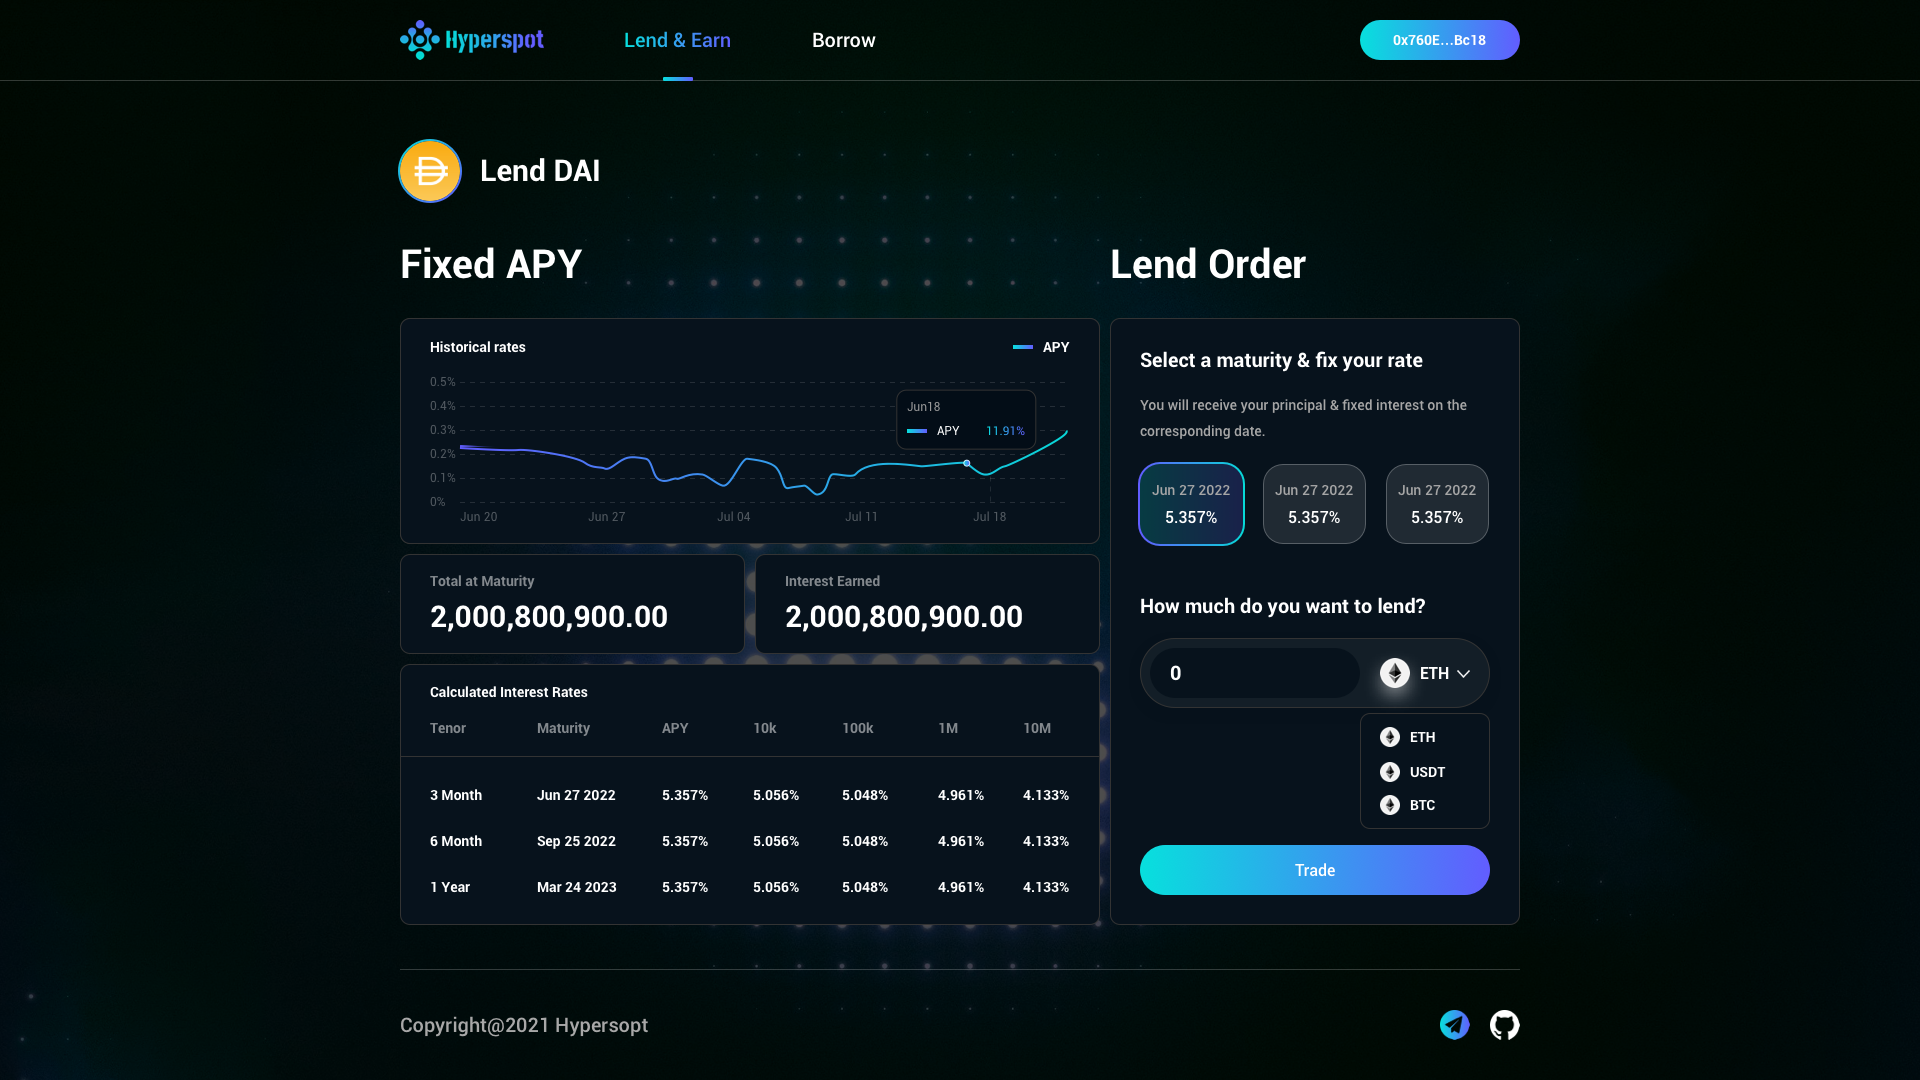 Hyperspot
Lend & Earn
Borrow
0x760E...Bc18
Lend DAI
Fixed APY
Lend Order
Historical rates
APY
0.5%
0.4%
0.3%
0.2%
0.1%
0%
Jun18
APY 11.91%
Jun 20 Jun 27 Jul 04 Jul 11 Jul 18
Total at Maturity
2,000,800,900.00
Interest Earned
2,000,800,900.00
Calculated Interest Rates
Tenor Maturity APY 10k 100k 1M 10M
3 Month Jun 27 2022 5.357% 5.056% 5.048% 4.961% 4.133%
6 Month Sep 25 2022 5.357% 5.056% 5.048% 4.961% 4.133%
1 Year Mar 24 2023 5.357% 5.056% 5.048% 4.961% 4.133%
Select a maturity & fix your rate
You will receive your principal & fixed interest on the
corresponding date.
Jun 27 2022
5.357%
Jun 27 2022
5.357%
Jun 27 2022
5.357%
How much do you want to lend?
0
ETH
ETH
USDT
BTC
Trade
Copyright@2021 Hypersopt